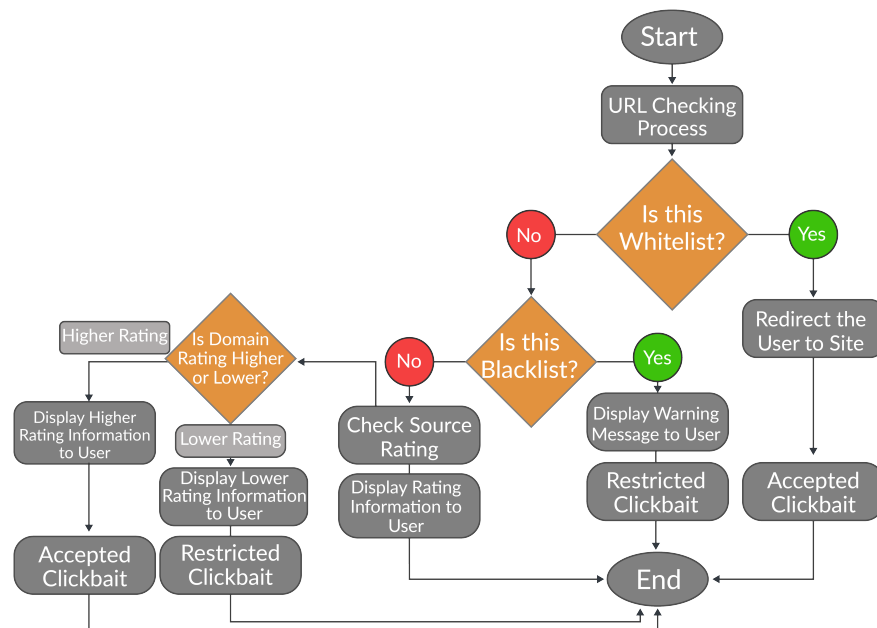 Start
URL Checking
Process
Is this
Whitelist?
No
Yes
Redirect the
User to Site
Accepted
Clickbait
Is this
Blacklist?
No
Yes
Display Warning
Message to User
Restricted
Clickbait
Check Source
Rating
Display Rating
Information to
User
Is Domain
Rating Higher
or Lower?
Higher Rating
Display Higher
Rating Information
to User
Accepted
Clickbait
Lower Rating
Display Lower
Rating Information
to User
Restricted
Clickbait
End